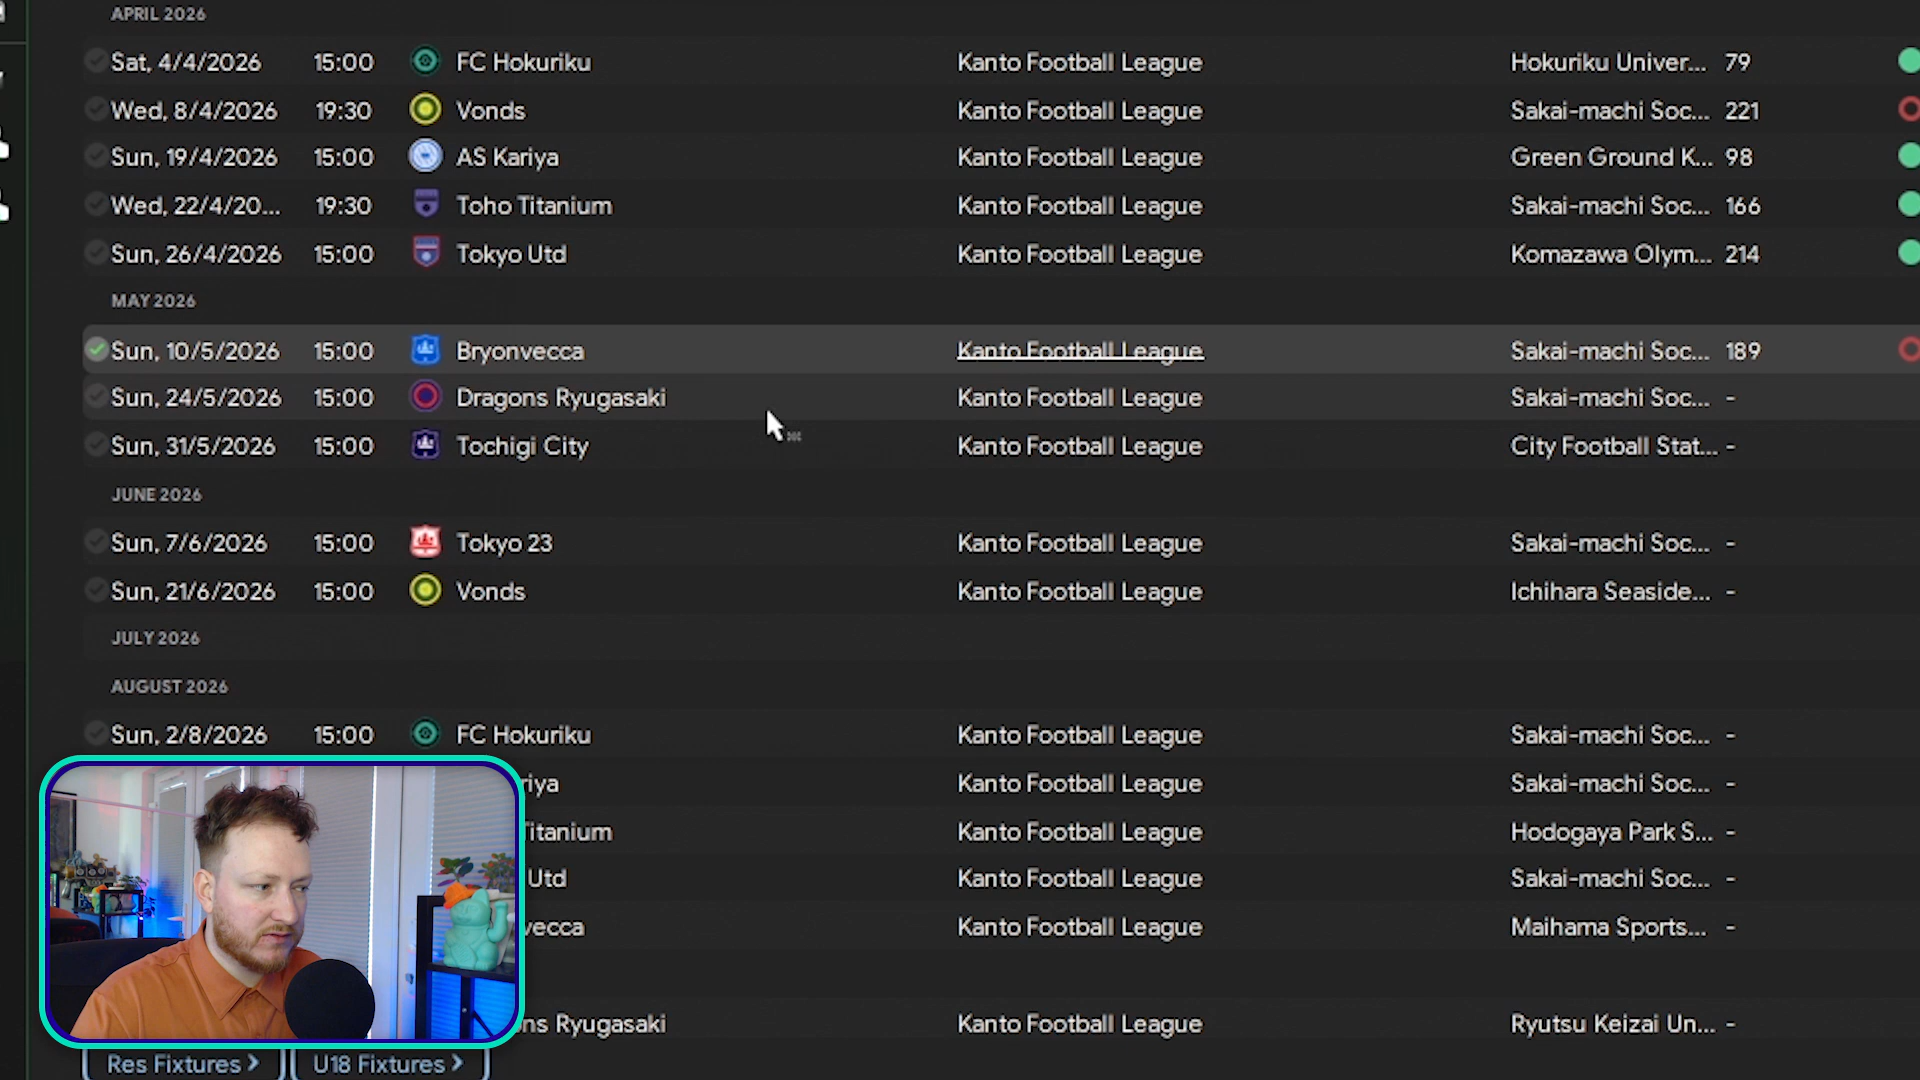 APRIL 2026
Sat, 4/4/2026 15:00 FC Hokuriku Kanto Football League Hokuriku Univer... 79
Wed, 8/4/2026 19:30 Vonds Kanto Football League Sakai-machi Soc... 221
Sun, 19/4/2026 15:00 AS Kariya Kanto Football League Green Ground K... 98
Wed, 22/4/20... 19:30 Toho Titanium Kanto Football League Sakai-machi Soc... 166
Sun, 26/4/2026 15:00 Tokyo Utd Kanto Football League Komazawa Olym... 214
MAY 2026
Sun, 10/5/2026 15:00 Bryonvecca Kanto Football League Sakai-machi Soc... 189
Sun, 24/5/2026 15:00 Dragons Ryugasaki Kanto Football League Sakai-machi Soc... -
Sun, 31/5/2026 15:00 Tochigi City Kanto Football League City Football Stat... -
JUNE 2026
Sun, 7/6/2026 15:00 Tokyo 23 Kanto Football League Sakai-machi Soc... -
Sun, 21/6/2026 15:00 Vonds Kanto Football League Ichihara Seaside... -
JULY 2026
AUGUST 2026
Sun, 2/8/2026 15:00 FC Hokuriku Kanto Football League Sakai-machi Soc... -
riya Kanto Football League Sakai-machi Soc... -
Titanium Kanto Football League Hodogaya Park S... -
Utd Kanto Football League Sakai-machi Soc... -
vecca Kanto Football League Maihama Sports... -
ns Ryugasaki Kanto Football League Ryutsu Keizai Un... -
Res Fixtures > U18 Fixtures >